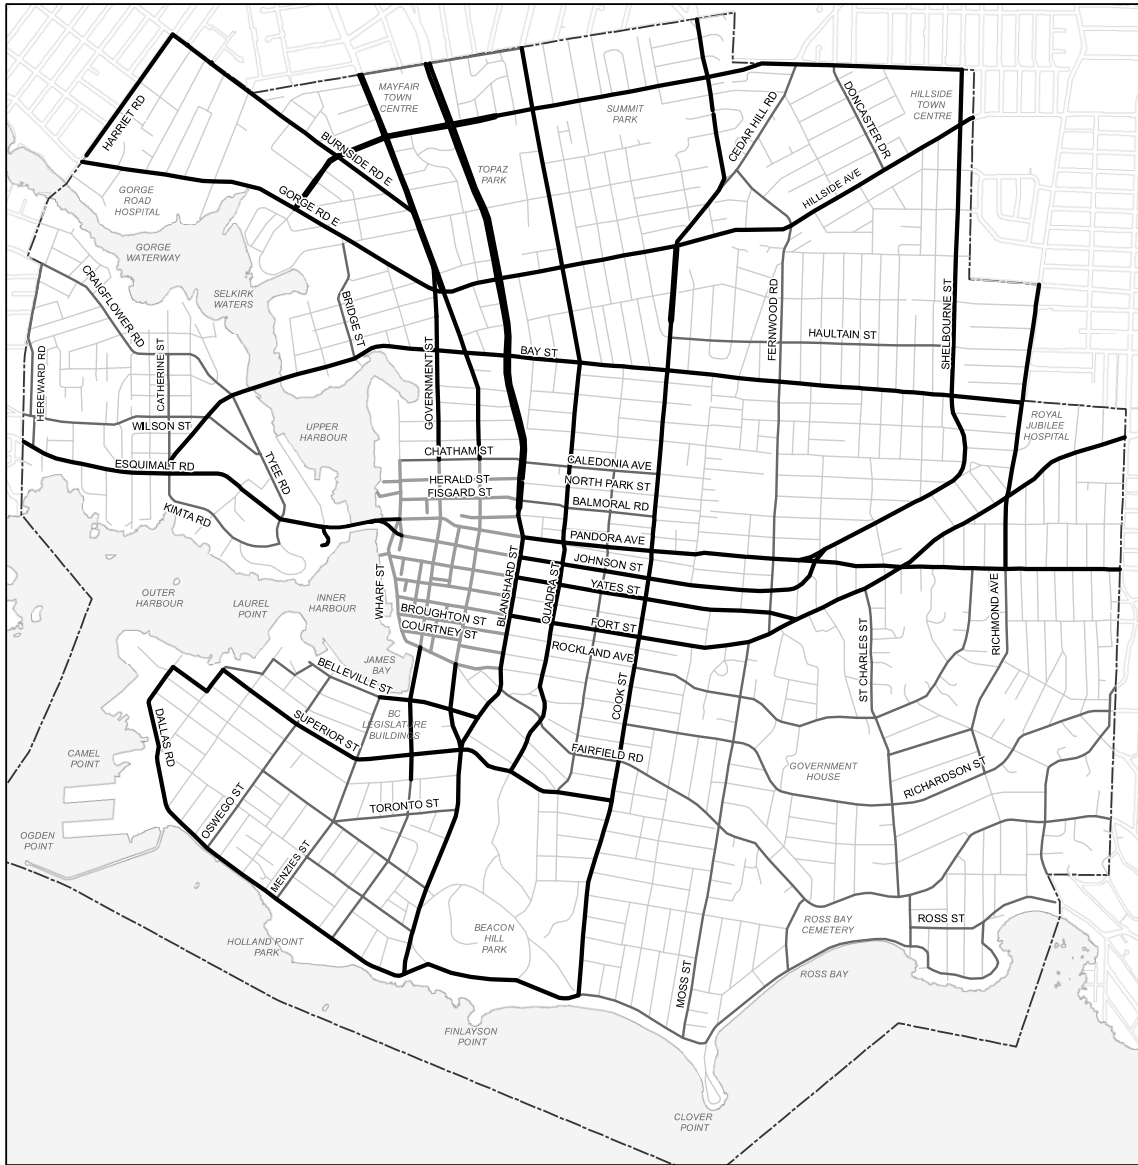 MAYFAIR
TOWN
CENTRE
HARRIET RD
BURNSIDE RD E
SUMMIT
PARK
CEDAR HILL RD
DONCASTER DR
HILLSIDE
TOWN
CENTRE
TOPAZ
PARK
GORGE
ROAD
HOSPITAL
GORGE RD E
HILLSIDE AVE
GORGE
WATERWAY
CRAIGFLOWER RD
SELKIRK
WATERS
BRIDGE ST
GOVERNMENT ST
FERNWOOD RD
HAULTAIN ST
SHELBOURNE ST
BAY ST
HEREWARD RD
CATHERINE ST
WILSON ST
UPPER
HARBOUR
ROYAL
JUBILEE
HOSPITAL
ESQUIMALT RD
TYEE RD
CHATHAM ST
CALEDONIA AVE
HERALD ST
NORTH PARK ST
FISGARD ST
BALMORAL RD
KIMTA RD
PANDORA AVE
JOHNSON ST
YATES ST
OUTER
HARBOUR
LAUREL
POINT
INNER
HARBOUR
WHARF ST
BLANSHARD ST
QUADRA ST
BROUGHTON ST
COURTNEY ST
FORT ST
ROCKLAND AVE
ST CHARLES ST
RICHMOND AVE
JAMES
BAY
BELLEVILLE ST
COOK ST
BC
LEGISLATURE
BUILDINGS
DALLAS RD
SUPERIOR ST
FAIRFIELD RD
CAMEL
POINT
GOVERNMENT
HOUSE
RICHARDSON ST
OSWEGO ST
TORONTO ST
OGDEN
POINT
MENZIES ST
BEACON
HILL
PARK
HOLLAND POINT
PARK
ROSS BAY
CEMETERY
ROSS ST
MOSS ST
ROSS BAY
FINLAYSON
POINT
CLOVER
POINT